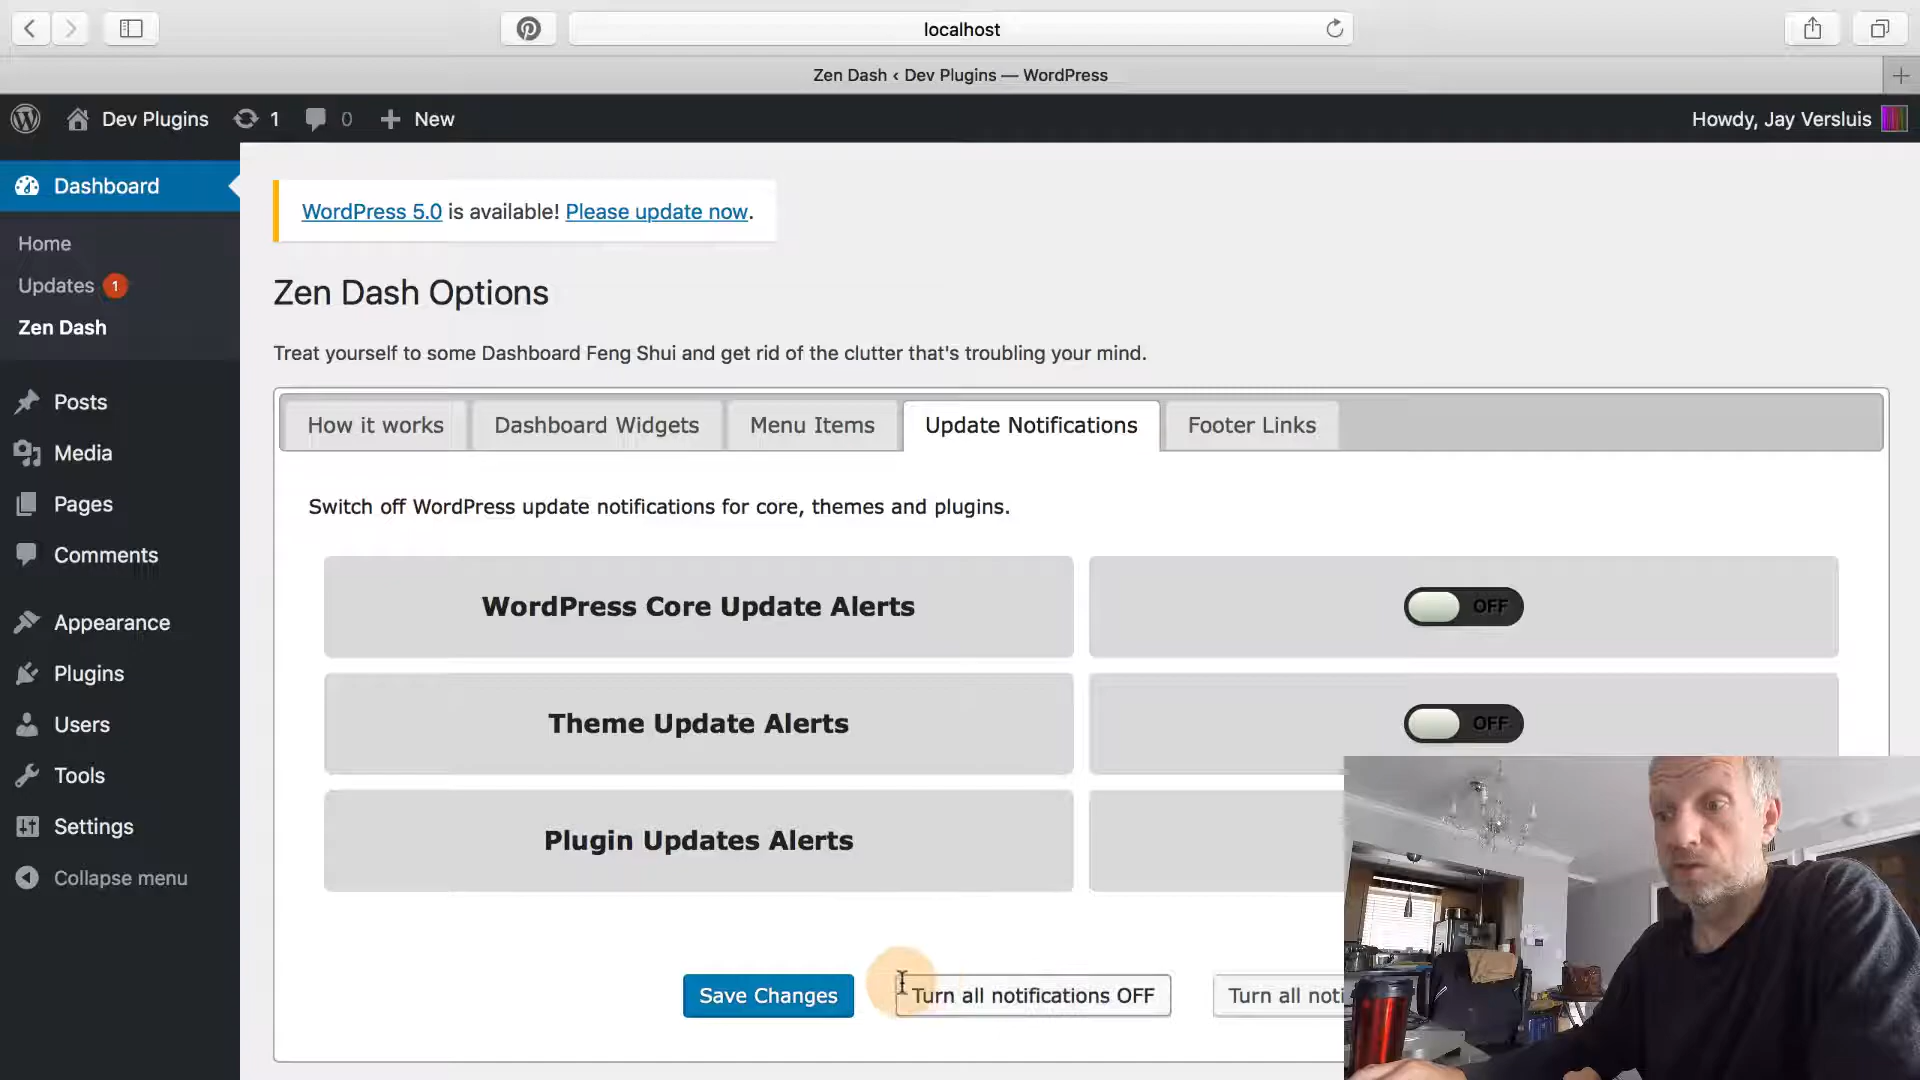 localhost
Zen Dash ‹ Dev Plugins — WordPress
Dev Plugins 1 0 New Howdy, Jay Versluis
Dashboard
Home
Updates 1
Zen Dash
Posts
Media
Pages
Comments
Appearance
Plugins
Users
Tools
Settings
Collapse menu
WordPress 5.0 is available! Please update now.
Zen Dash Options
Treat yourself to some Dashboard Feng Shui and get rid of the clutter that's troubling your mind.
How it works Dashboard Widgets Menu Items Update Notifications Footer Links
Switch off WordPress update notifications for core, themes and plugins.
WordPress Core Update Alerts OFF
Theme Update Alerts OFF
Plugin Updates Alerts
Save Changes Turn all notifications OFF Turn all noti